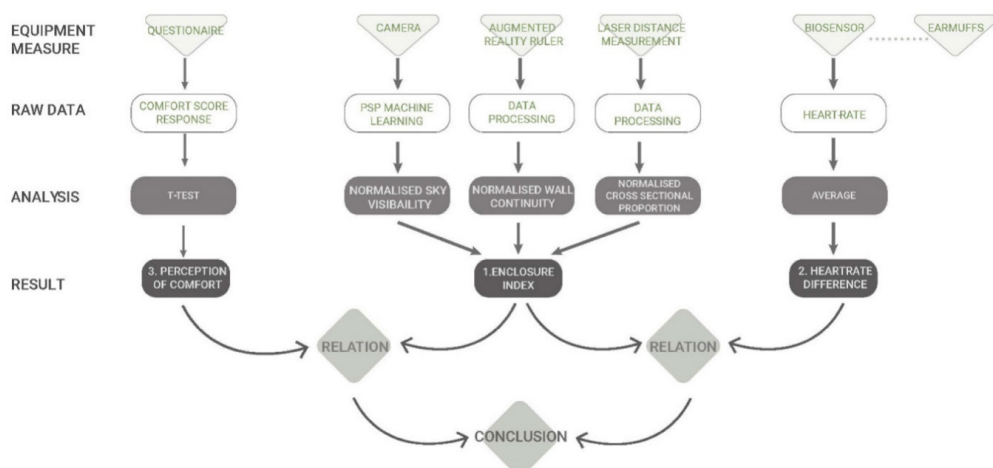 EQUIPMENT
MEASURE
QUESTIONAIRE
CAMERA
AUGMENTED
REALITY RULER
LASER DISTANCE
MEASUREMENT
BIOSENSOR
EARMUFFS
RAW DATA
COMFORT SCORE
RESPONSE
PSP MACHINE
LEARNING
DATA
PROCESSING
DATA
PROCESSING
HEART-RATE
ANALYSIS
T-TEST
NORMALISED SKY
VISIBAILITY
NORMALISED WALL
CONTINUITY
NORMALISED
CROSS SECTIONAL
PROPORTION
AVERAGE
RESULT
3. PERCEPTION
OF COMFORT
1.ENCLOSURE
INDEX
2. HEARTRATE
DIFFERENCE
RELATION
RELATION
CONCLUSION